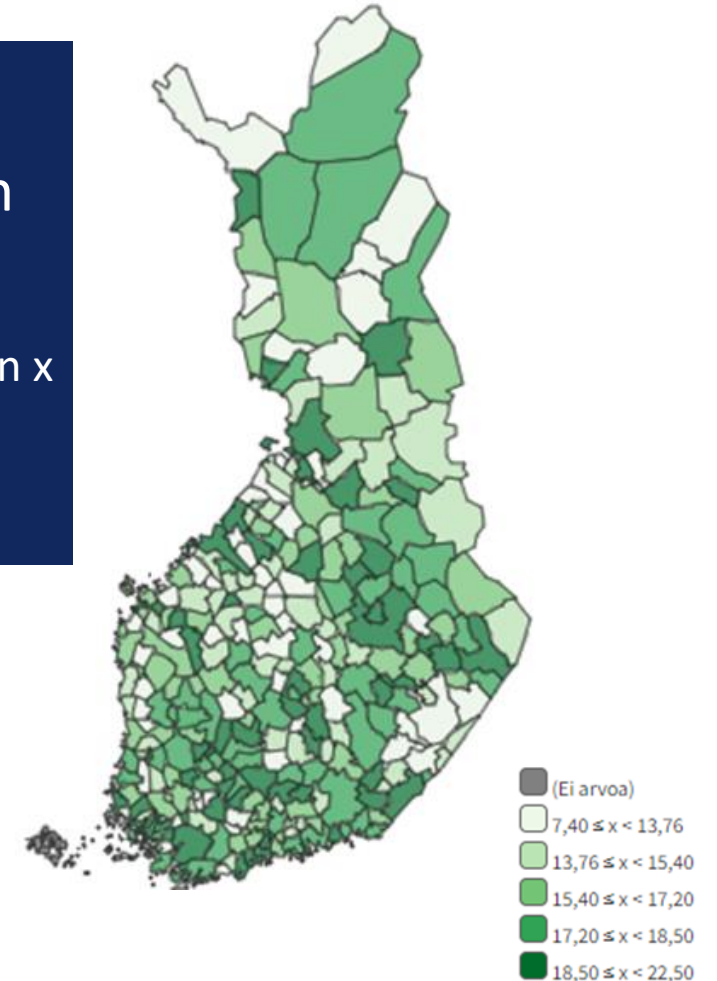 n
n x
(Ei arvoa)
7,40 ≤ x < 13,76
13,76 ≤ x < 15,40
15,40 ≤ x < 17,20
17,20 ≤ x < 18,50
18,50 ≤ x < 22,50